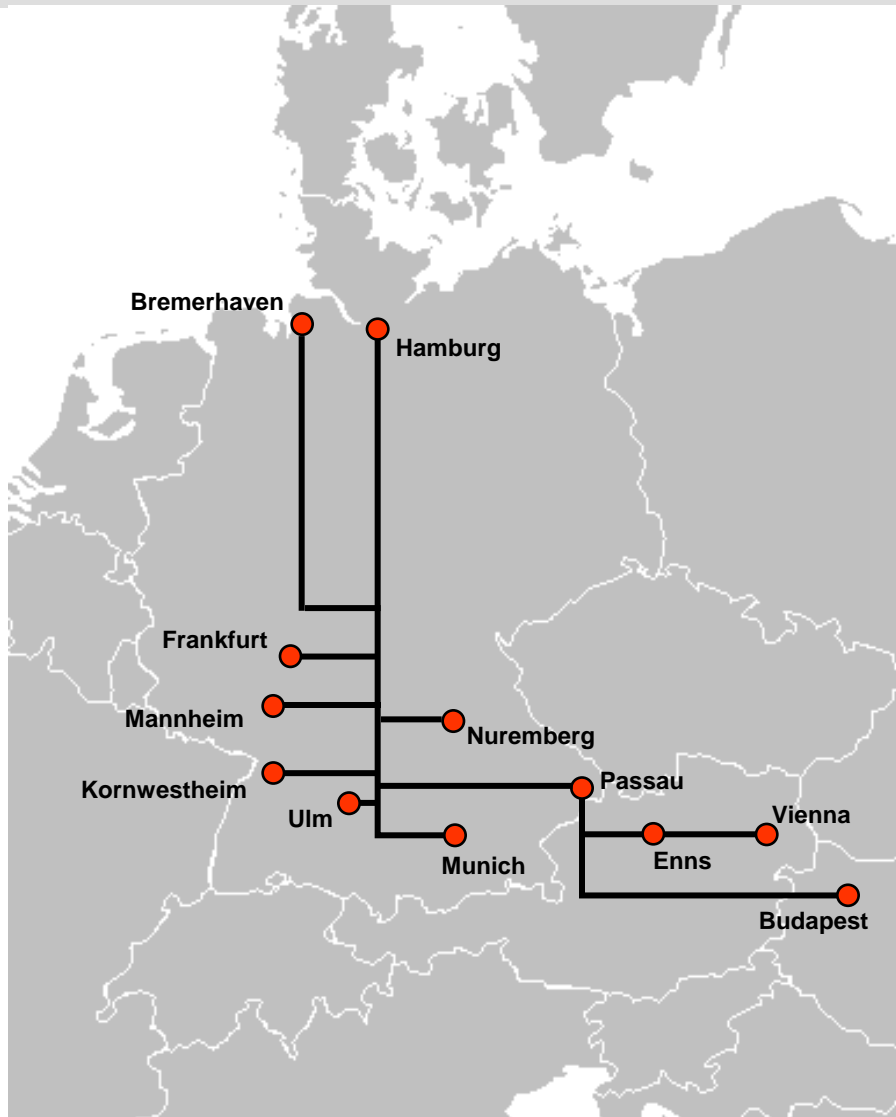 Bremerhaven
Hamburg
Frankfurt
Mannheim
Nuremberg
Kornwestheim
Passau
Ulm
Vienna
Munich
Enns
Budapest